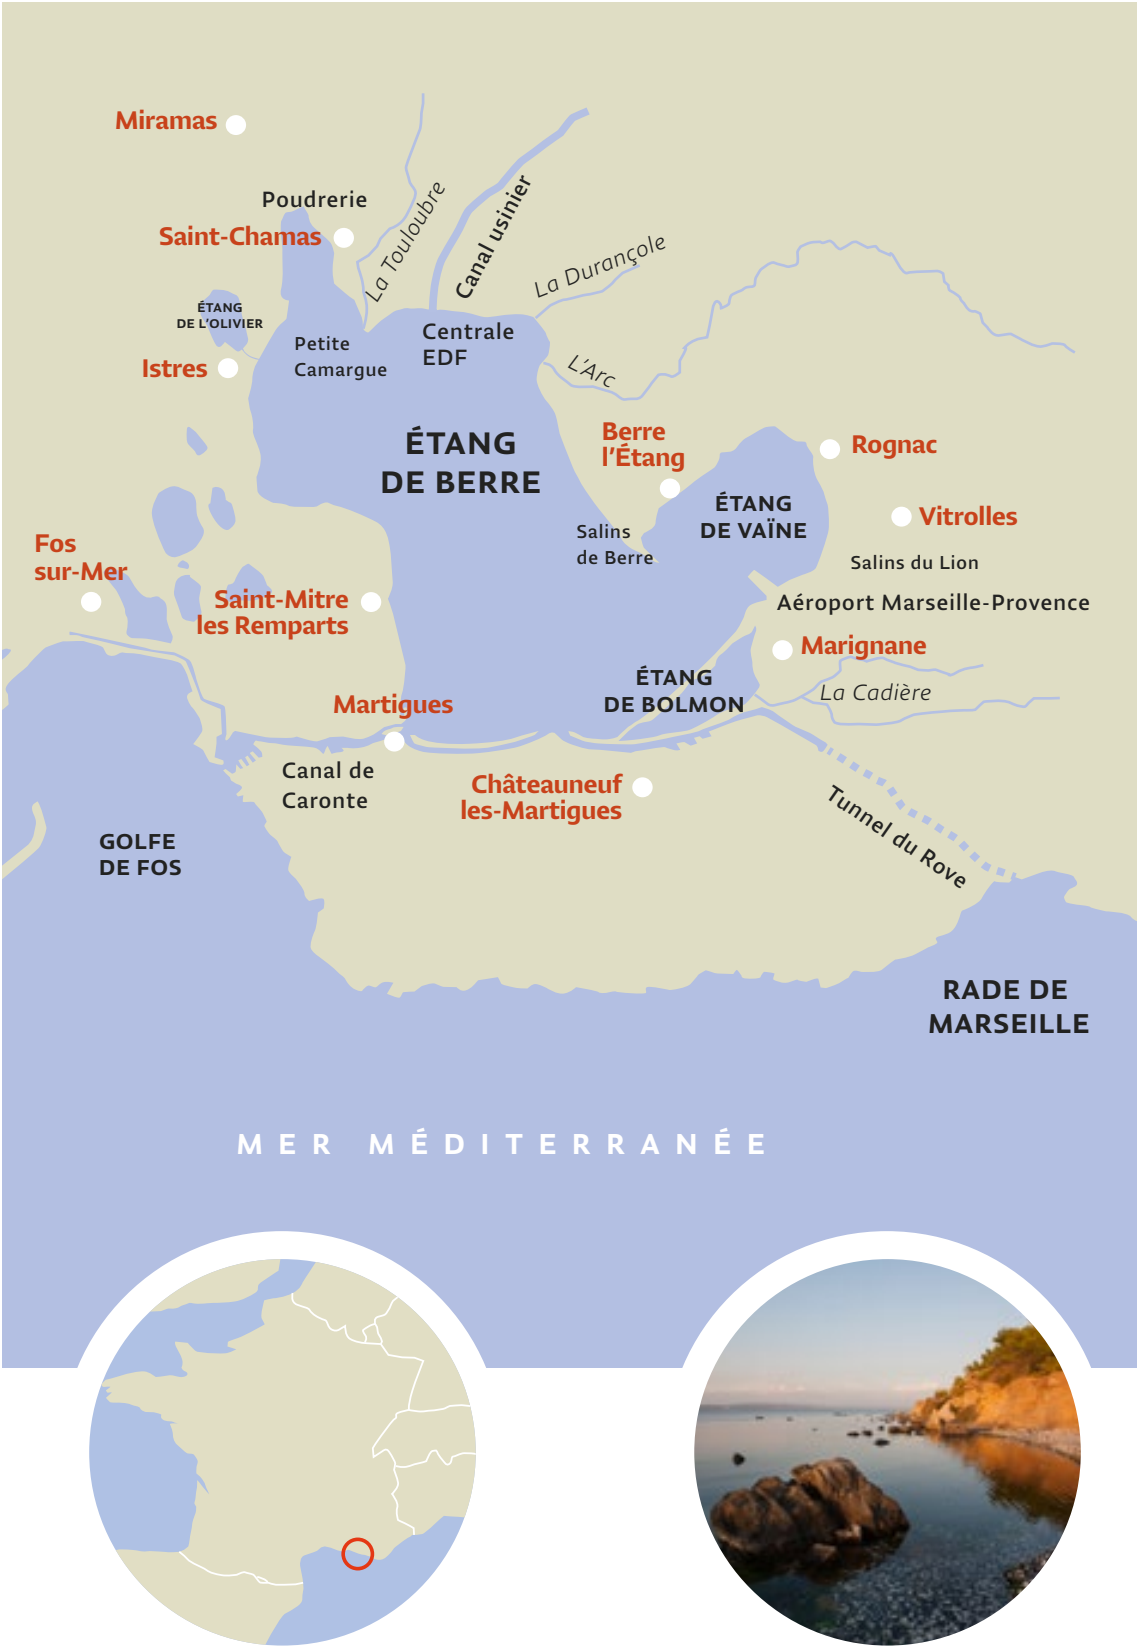 Miramas
Poudrerie
Saint-Chamas
La Touloubre
Canal usinier
La Durançole
ÉTANG
DE L'OLIVIER
Istres
Petite
Camargue
Centrale
EDF
L'Arc
ÉTANG
DE BERRE
Berre
l'Étang
Rognac
ÉTANG
DE VAÏNE
Vitrolles
Salins
de Berre
Salins du Lion
Fos
sur-Mer
Saint-Mitre
les Remparts
Aéroport Marseille-Provence
Marignane
ÉTANG
DE BOLMON
La Cadière
Martigues
Canal de
Caronte
Châteauneuf
les-Martigues
Tunnel du Rove
GOLFE
DE FOS
RADE DE
MARSEILLE
MER MÉDITERRANÉE